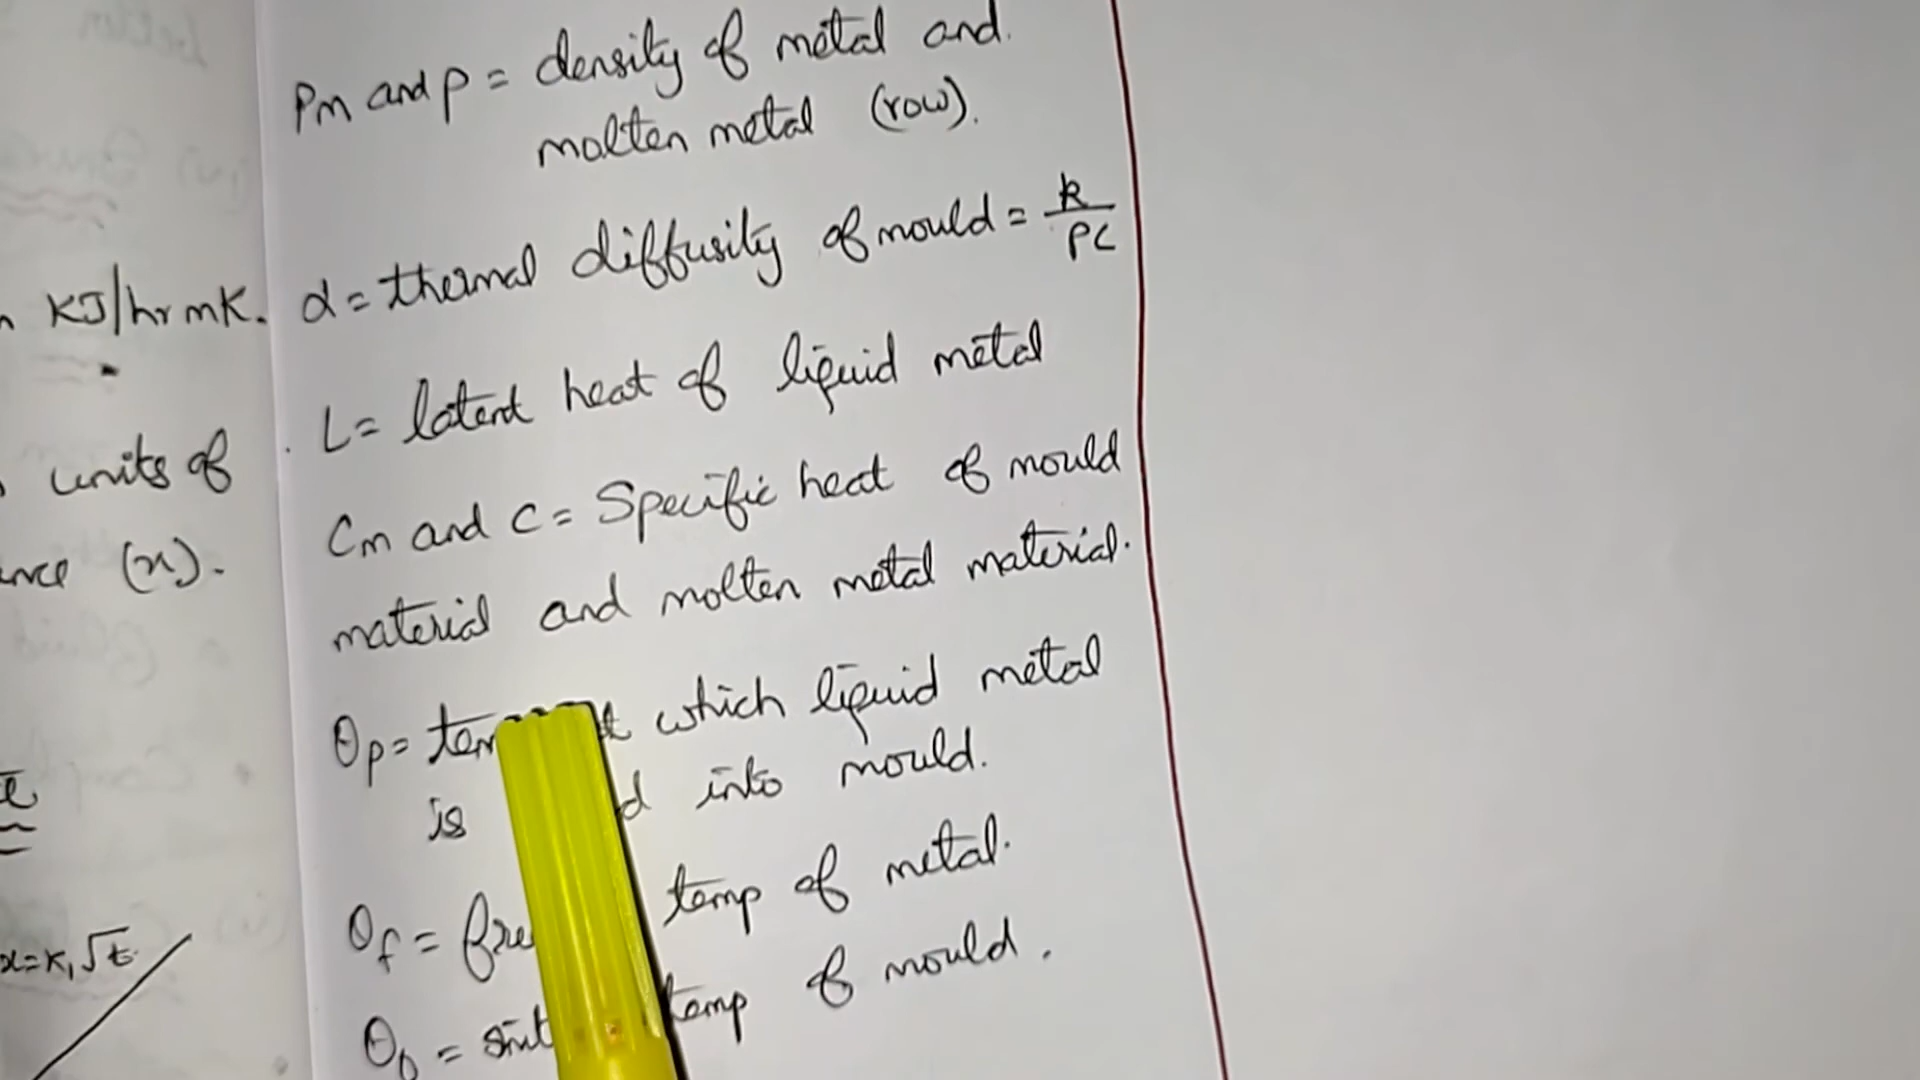 Pm and ρ = density of metal and
molten metal (row).
α = thermal diffusity of mould = k/ρc
KJ/hr mK.
L = latent heat of liquid metal
units of
Cm and C = Specific heat of mould
(x).
material and molten metal material.
θp = which liquid metal
is into mould.
θf = temp of metal.
x = K₁√t
θ₀ = temp of mould.